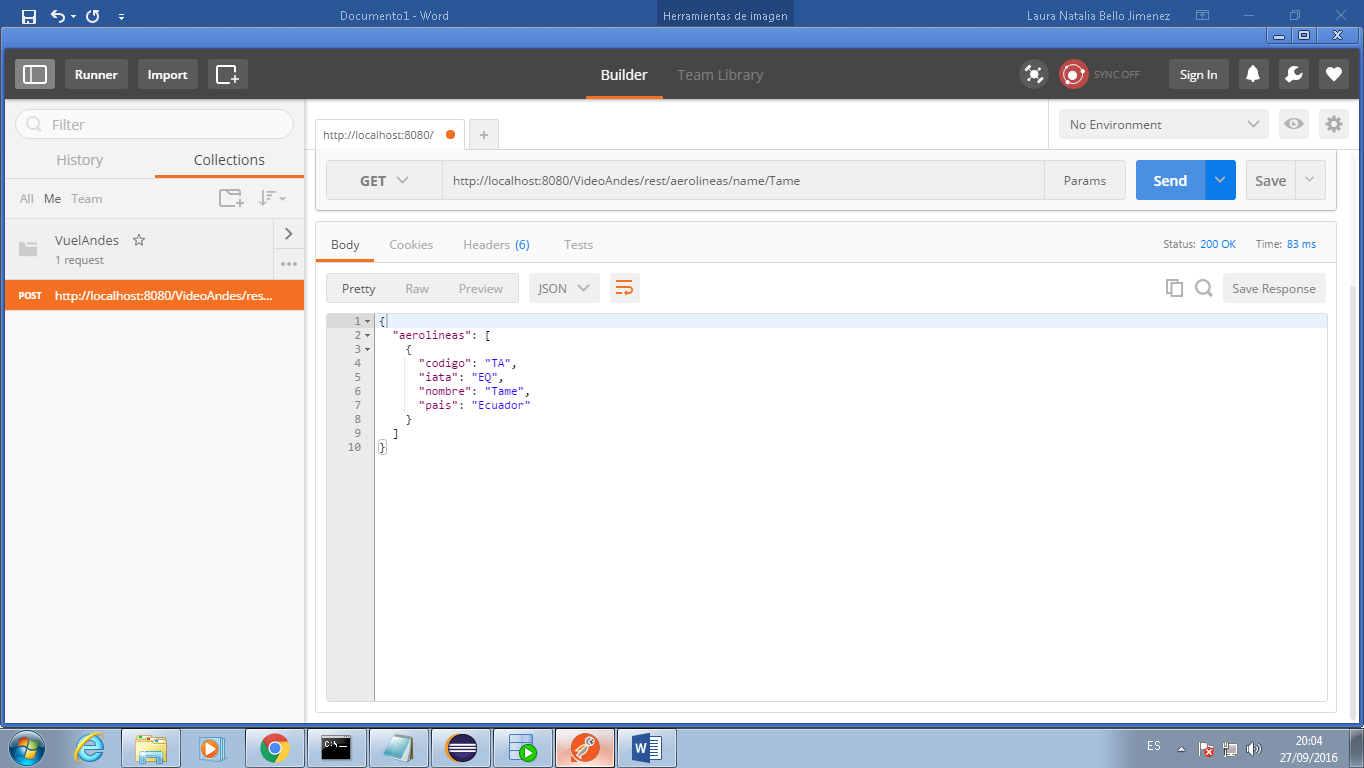 Documento1 - Word
Herramientas de imagen
Laura Natalia Bello Jimenez
Runner
Import
Builder
Team Library
SYNC OFF
Sign In
Filter
History
Collections
All Me Team
VuelAndes
1 request
POST http://localhost:8080/VideoAndes/res...
http://localhost:8080/
+
No Environment
GET
http://localhost:8080/VideoAndes/rest/aerolineas/name/Tame
Params
Send
Save
Body
Cookies
Headers (6)
Tests
Status: 200 OK
Time: 83 ms
Pretty
Raw
Preview
JSON
Save Response
1 {
2 "aerolineas": [
3 {
4 "codigo": "TA",
5 "iata": "EQ",
6 "nombre": "Tame",
7 "pais": "Ecuador"
8 }
9 ]
10 }
C:\.
ES
20:04
27/09/2016